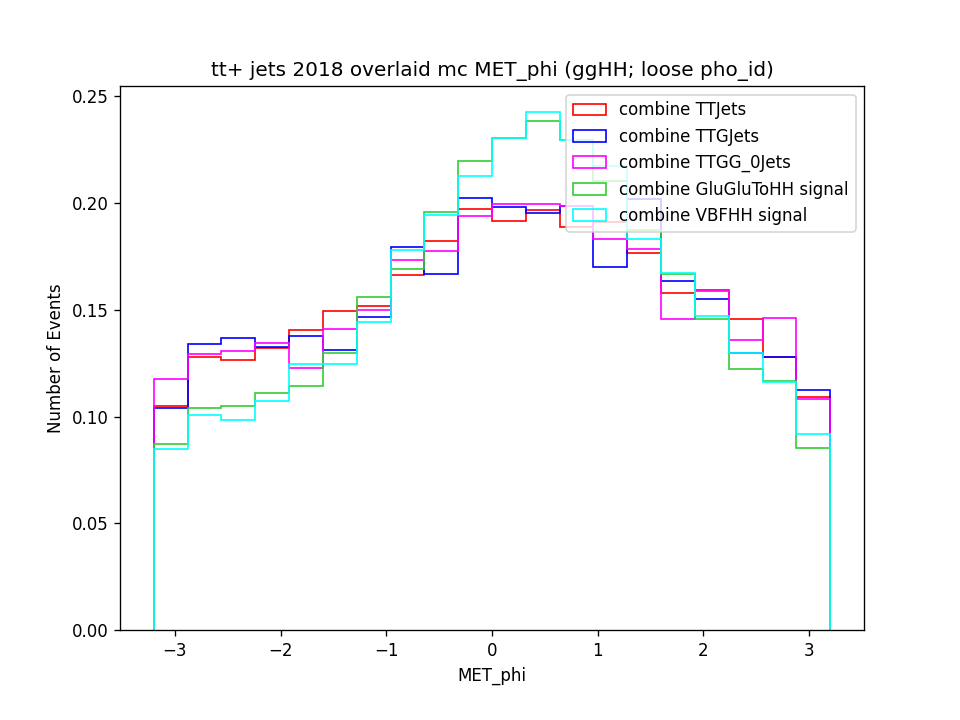 tt+ jets 2018 overlaid mc MET_phi (ggHH; loose pho_id)
combine TTJets
combine TTGJets
combine TTGG_0Jets
combine GluGluToHH signal
combine VBFHH signal
Number of Events
0.25
0.20
0.15
0.10
0.05
0.00
−3 −2 −1 0 1 2 3
MET_phi